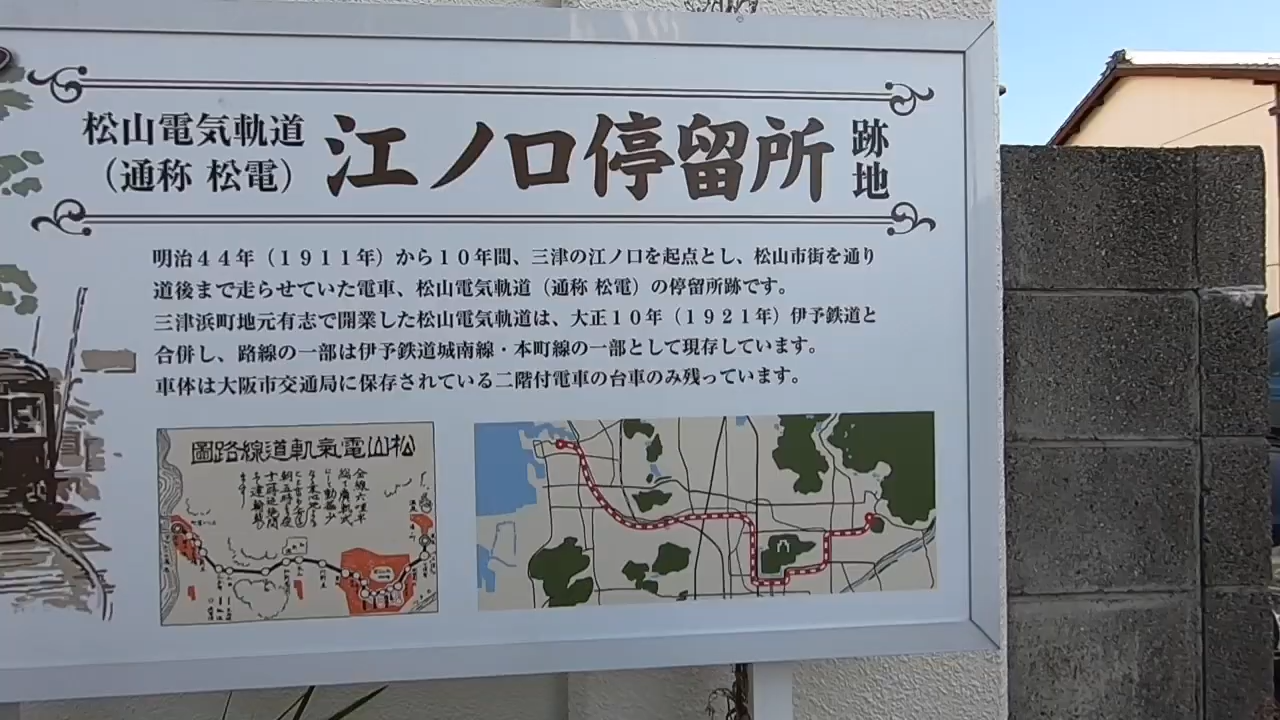 松山電気軌道
（通称 松電）
江ノ口停留所
跡地
明治４４年（１９１１年）から１０年間、三津の江ノ口を起点とし、松山市街を通り
道後まで走らせていた電車、松山電気軌道（通称 松電）の停留所跡です。
三津浜町地元有志で開業した松山電気軌道は、大正１０年（１９２１年）伊予鉄道と
合併し、路線の一部は伊予鉄道城南線・本町線の一部として現存しています。
車体は大阪市交通局に保存されている二階付電車の台車のみ残っています。
圖路線道軌氣電山松